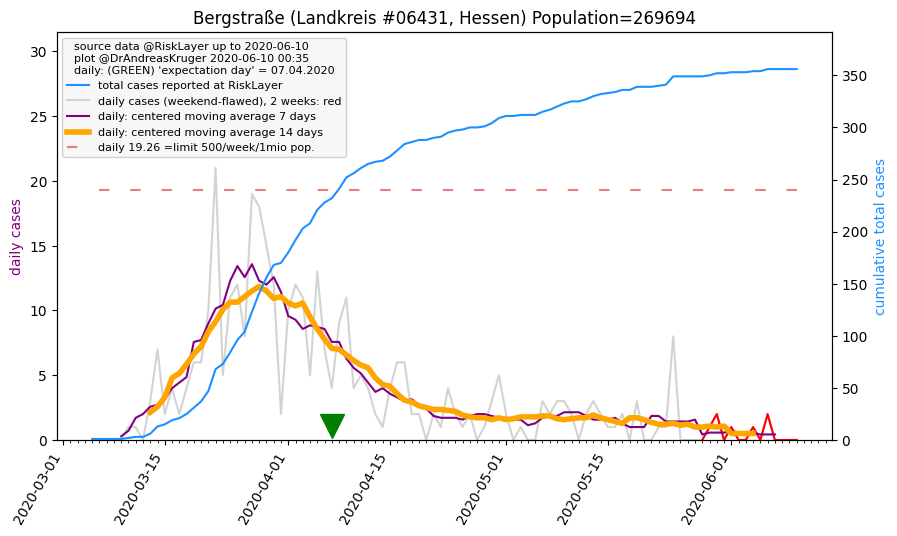 Bergstraße (Landkreis #06431, Hessen) Population=269694
source data @RiskLayer up to 2020-06-10
plot @DrAndreasKruger 2020-06-10 00:35
daily: (GREEN) 'expectation day' = 07.04.2020
total cases reported at RiskLayer
daily cases (weekend-flawed), 2 weeks: red
daily: centered moving average 7 days
daily: centered moving average 14 days
daily 19.26 =limit 500/week/1mio pop.
daily cases
30
25
20
15
10
5
0
350
300
250
200
150
100
50
0
cumulative total cases
2020-03-01
2020-03-15
2020-04-01
2020-04-15
2020-05-01
2020-05-15
2020-06-01